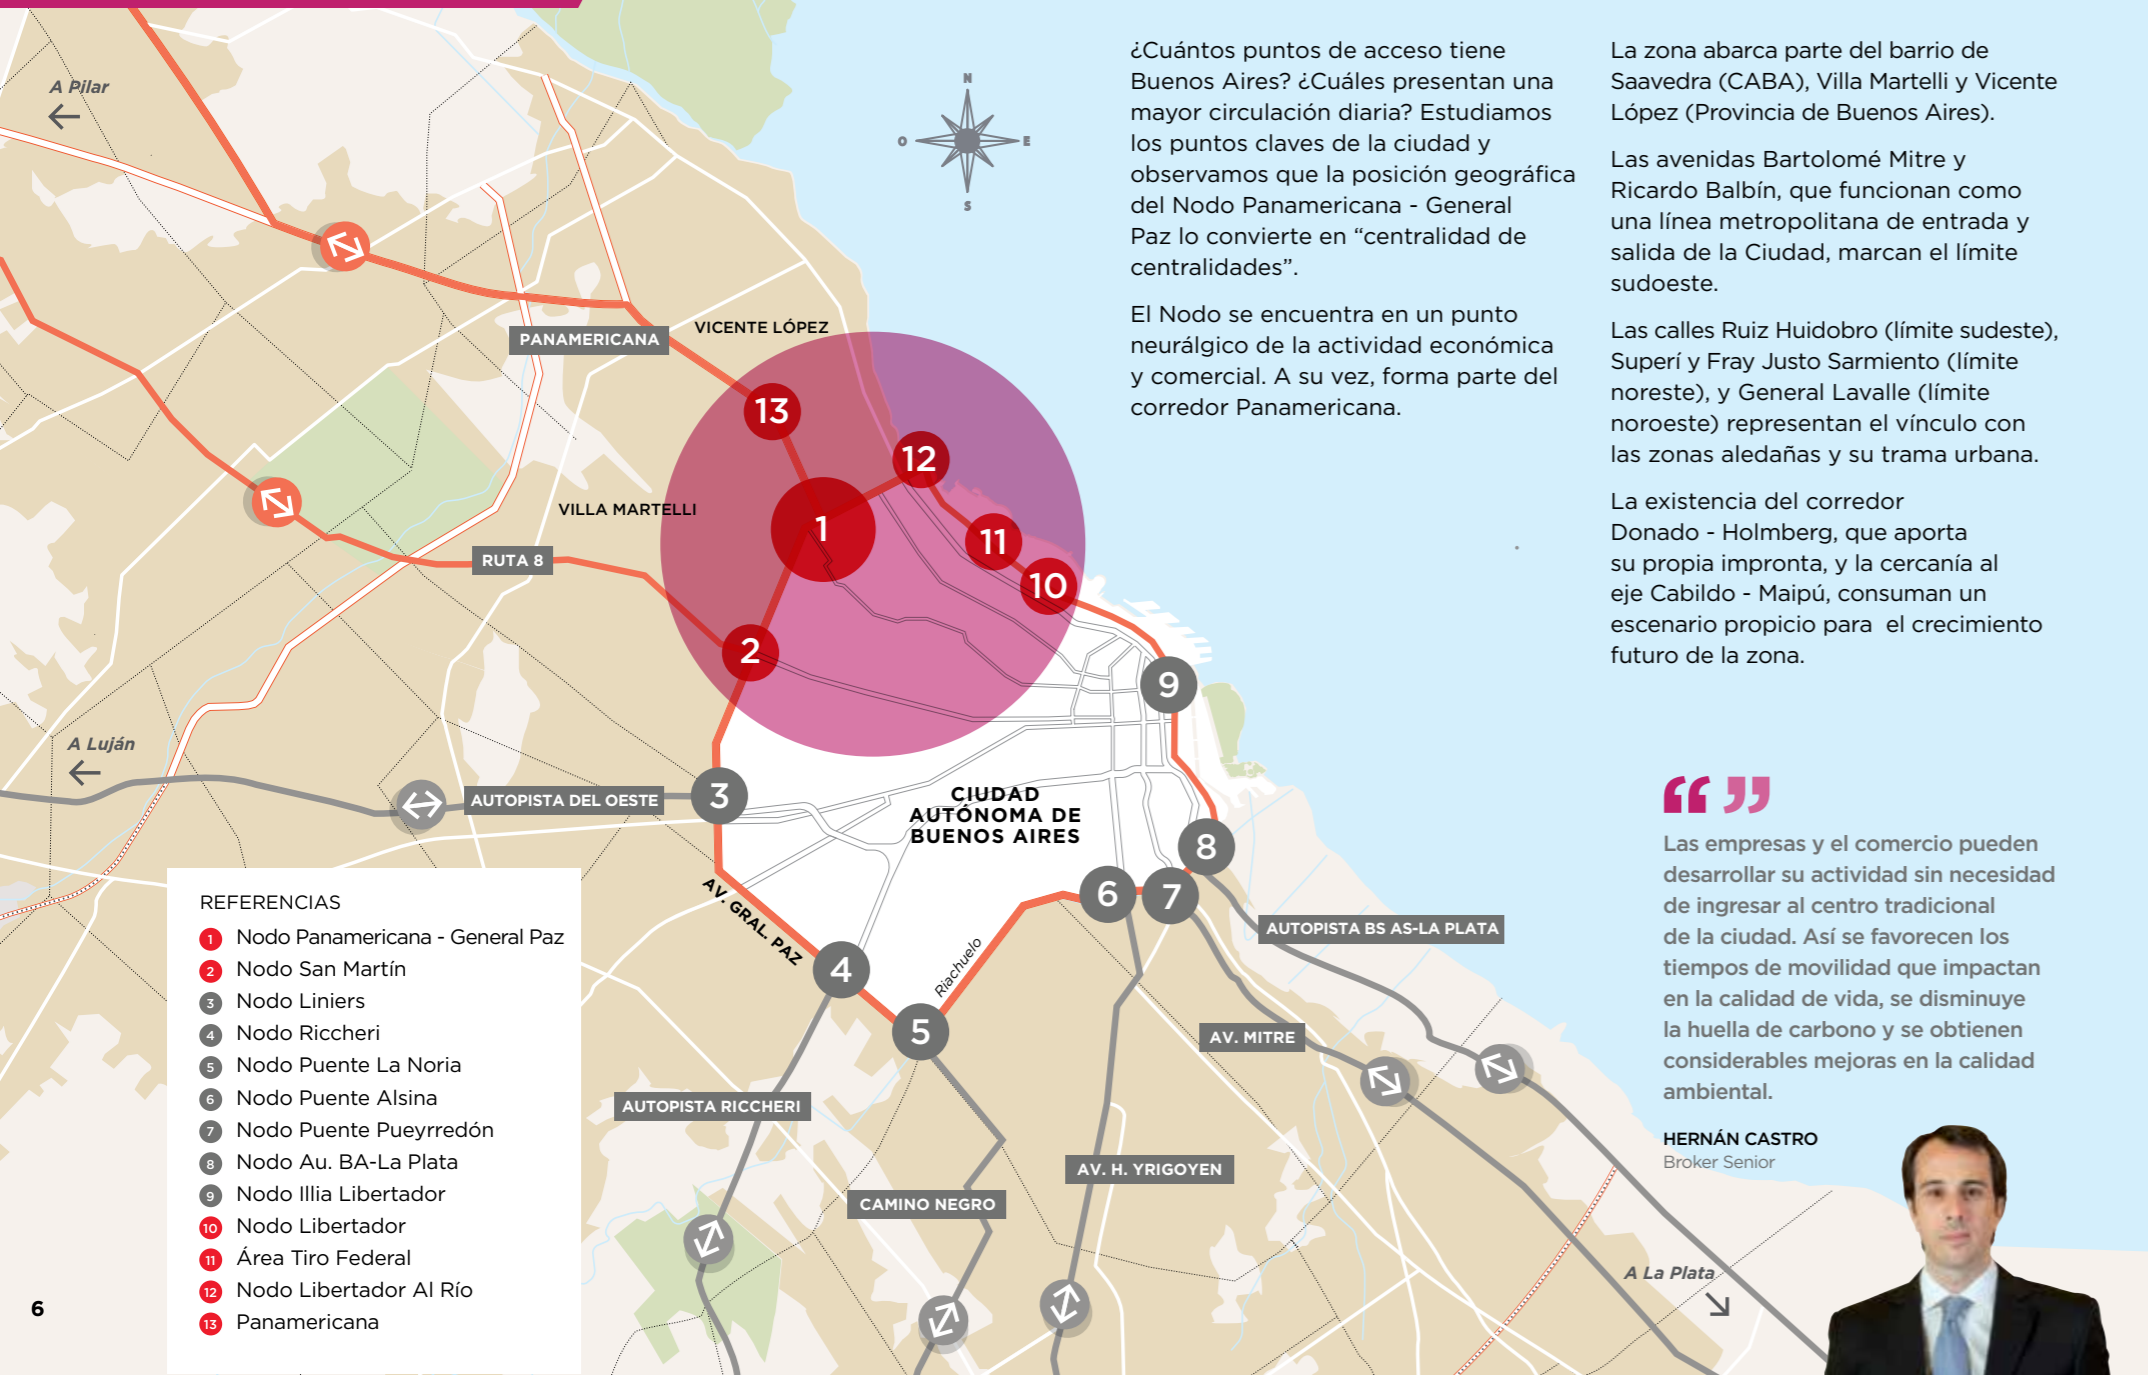 ¿Cuántos puntos de acceso tiene
Buenos Aires? ¿Cuáles presentan una
mayor circulación diaria? Estudiamos
los puntos claves de la ciudad y
observamos que la posición geográfica
del Nodo Panamericana - General
Paz lo convierte en “centralidad de
centralidades”.
El Nodo se encuentra en un punto
neurálgico de la actividad económica
y comercial. A su vez, forma parte del
corredor Panamericana.
La zona abarca parte del barrio de
Saavedra (CABA), Villa Martelli y Vicente
López (Provincia de Buenos Aires).
Las avenidas Bartolomé Mitre y
Ricardo Balbín, que funcionan como
una línea metropolitana de entrada y
salida de la Ciudad, marcan el límite
sudoeste.
Las calles Ruiz Huidobro (límite sudeste),
Superí y Fray Justo Sarmiento (límite
noreste), y General Lavalle (límite
noroeste) representan el vínculo con
las zonas aledañas y su trama urbana.
La existencia del corredor
Donado - Holmberg, que aporta
su propia impronta, y la cercanía al
eje Cabildo - Maipú, consuman un
escenario propicio para el crecimiento
futuro de la zona.
“ ”
Las empresas y el comercio pueden
desarrollar su actividad sin necesidad
de ingresar al centro tradicional
de la ciudad. Así se favorecen los
tiempos de movilidad que impactan
en la calidad de vida, se disminuye
la huella de carbono y se obtienen
considerables mejoras en la calidad
ambiental.
HERNÁN CASTRO
Broker Senior
A Pilar
N
O
E
S
VICENTE LÓPEZ
PANAMERICANA
13
12
VILLA MARTELLI
1
11
RUTA 8
10
2
9
A Luján
AUTOPISTA DEL OESTE
3
CIUDAD
AUTÓNOMA DE
BUENOS AIRES
8
6
7
AV. GRAL. PAZ
AUTOPISTA BS AS-LA PLATA
4
Riachuelo
5
AV. MITRE
AUTOPISTA RICCHERI
AV. H. YRIGOYEN
CAMINO NEGRO
A La Plata
REFERENCIAS
1 Nodo Panamericana - General Paz
2 Nodo San Martín
3 Nodo Liniers
4 Nodo Riccheri
5 Nodo Puente La Noria
6 Nodo Puente Alsina
7 Nodo Puente Pueyrredón
8 Nodo Au. BA-La Plata
9 Nodo Illia Libertador
10 Nodo Libertador
11 Área Tiro Federal
12 Nodo Libertador Al Río
13 Panamericana
6